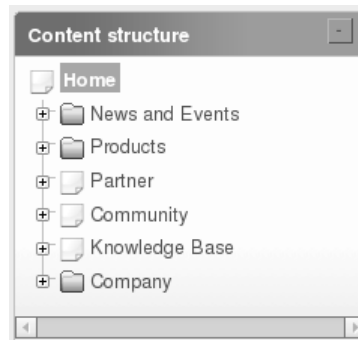 Content structure
-
Home
News and Events
Products
Partner
Community
Knowledge Base
Company